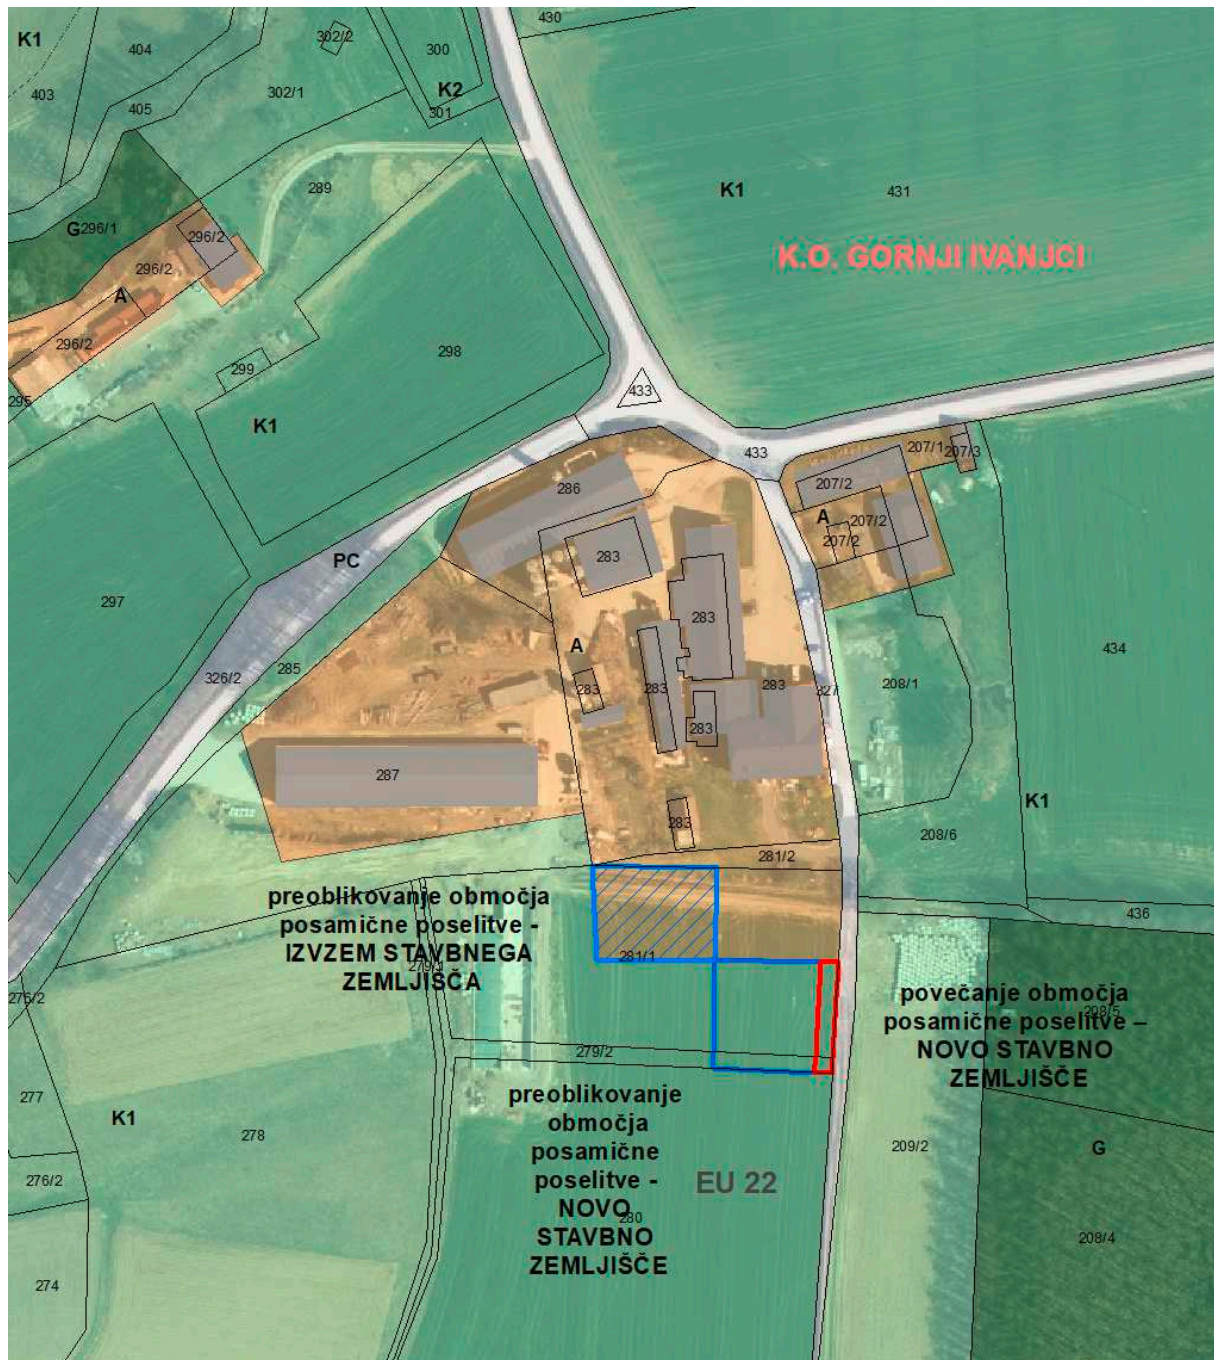 430
K1
302/2
404
300
K2
403
302/1
405
301
289
K1
431
G
296/1
296/2
K.O. GORNJI IVANJCI
296/2
A
296/2
298
299
433
295
K1
433
207/1
207/3
286
207/2
A
207/2
207/2
283
PC
297
283
A
434
285
326/2
283
283
283
327
208/1
283
287
K1
283
208/6
281/2
preoblikovanje območja
posamične poselitve -
IZVZEM STAVBNEGA
ZEMLJIŠČA
436
281/1
279/1
275/2
povečanje območja
posamične poselitve –
NOVO STAVBNO
ZEMLJIŠČE
208/5
279/2
277
K1
278
preoblikovanje
območja
posamične
poselitve -
NOVO
STAVBNO
ZEMLJIŠČE
209/2
G
276/2
EU 22
280
208/4
274